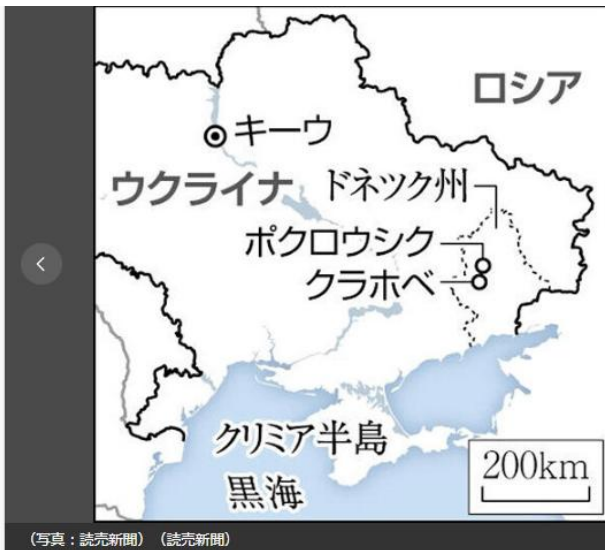 ロシア
キーウ
ウクライナ
ドネツク州
ポクロウシク
クラホベ
クリミア半島
黒海
200km
（写真：読売新聞）（読売新聞）